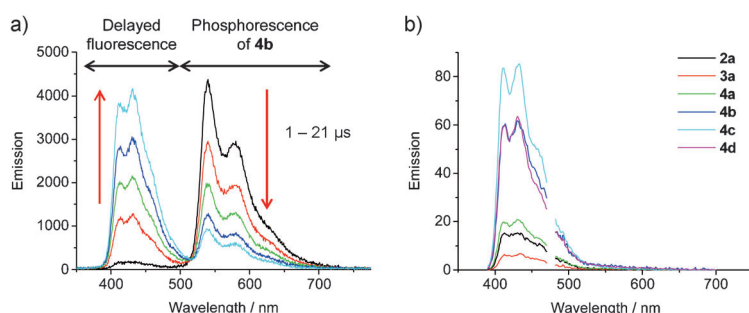 a)
Delayed
fluorescence
Phosphorescence
of 4b
5000
4000
3000
2000
1000
0
Emission
1 – 21 µs
400
500
600
700
Wavelength / nm
b)
80
60
40
20
0
Emission
2a
3a
4a
4b
4c
4d
400
500
600
700
Wavelength / nm